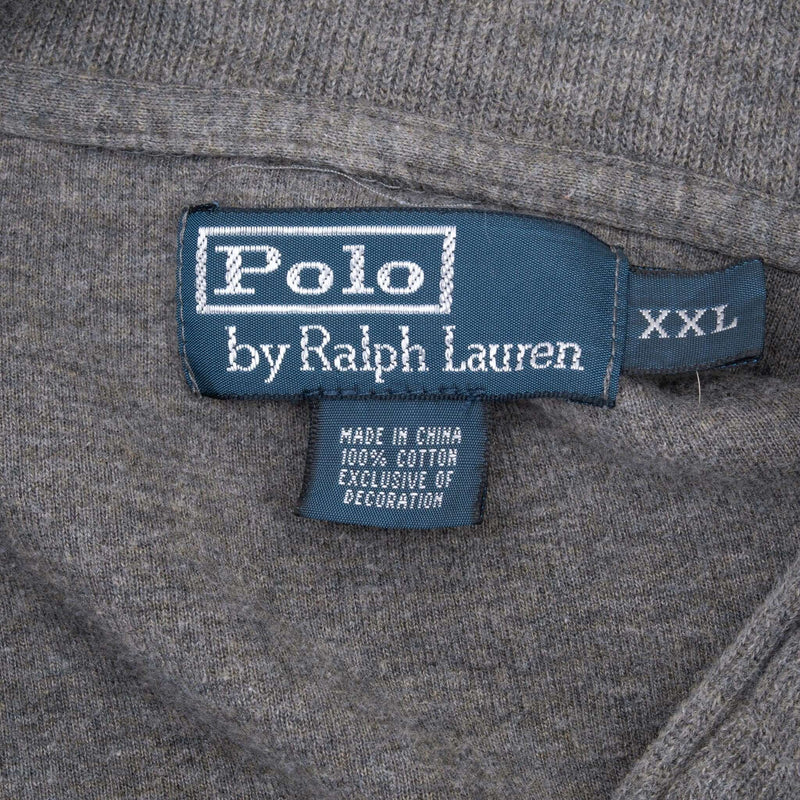 Polo
by Ralph Lauren
XXL
MADE IN CHINA
100% COTTON
EXCLUSIVE OF
DECORATION